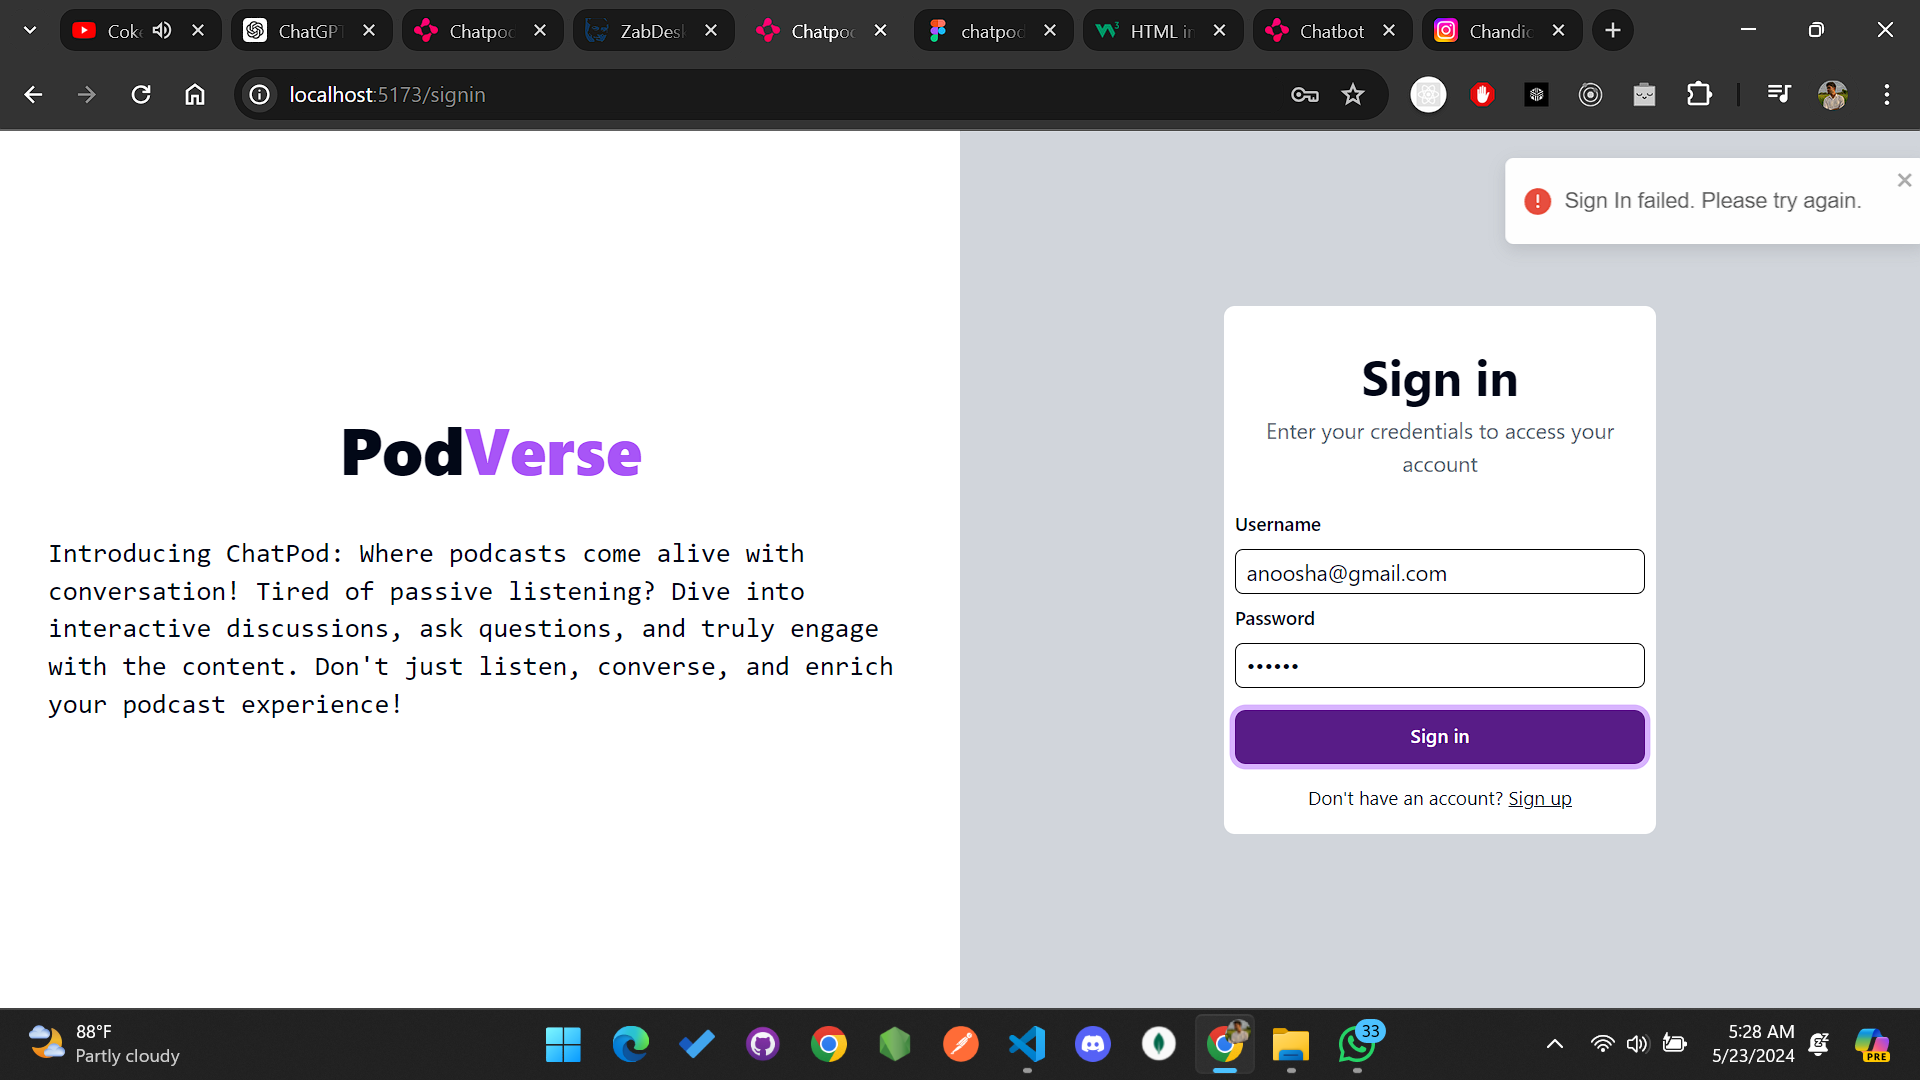 Coke
ChatGPT
Chatpod
ZabDesk
Chatpod
chatpod
HTML in
Chatbot
Chandic
localhost:5173/signin
Sign In failed. Please try again.
Sign in
Enter your credentials to access your
account
PodVerse
Username
anoosha@gmail.com
Introducing ChatPod: Where podcasts come alive with
conversation! Tired of passive listening? Dive into
interactive discussions, ask questions, and truly engage
with the content. Don't just listen, converse, and enrich
your podcast experience!
Password
Sign in
Don't have an account? Sign up
88°F
Partly cloudy
33
5:28 AM
5/23/2024
PRE